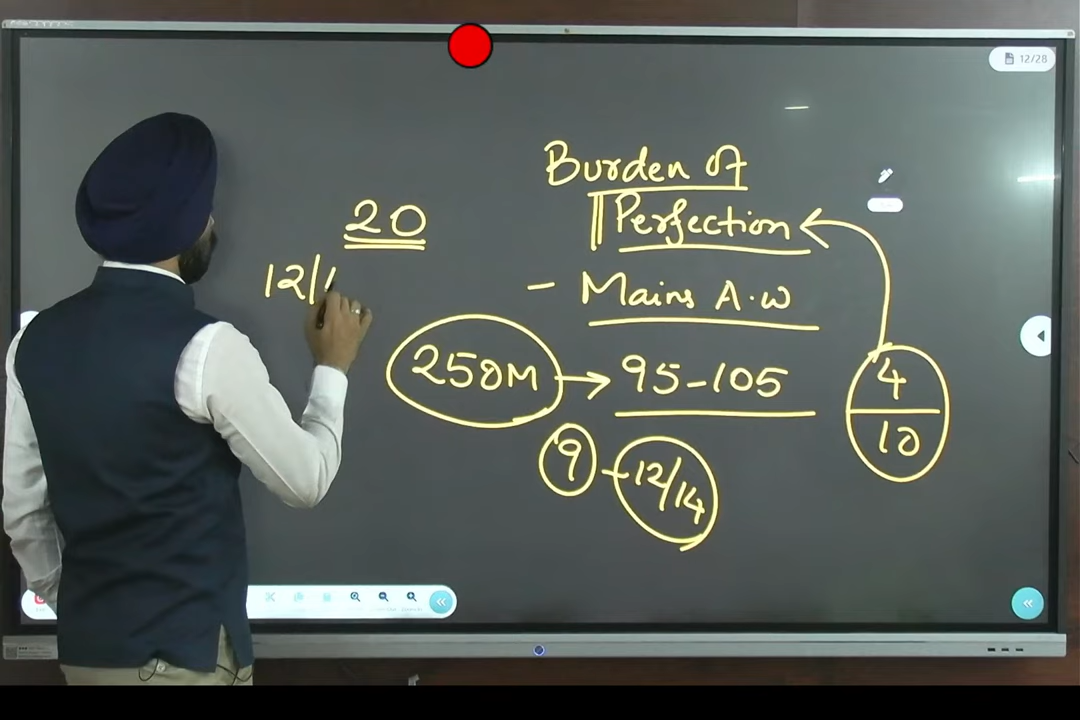 12/28
Burden of
Perfection
20
12/1
- Mains A.W
250M → 95-105
4
10
9 - 12/14